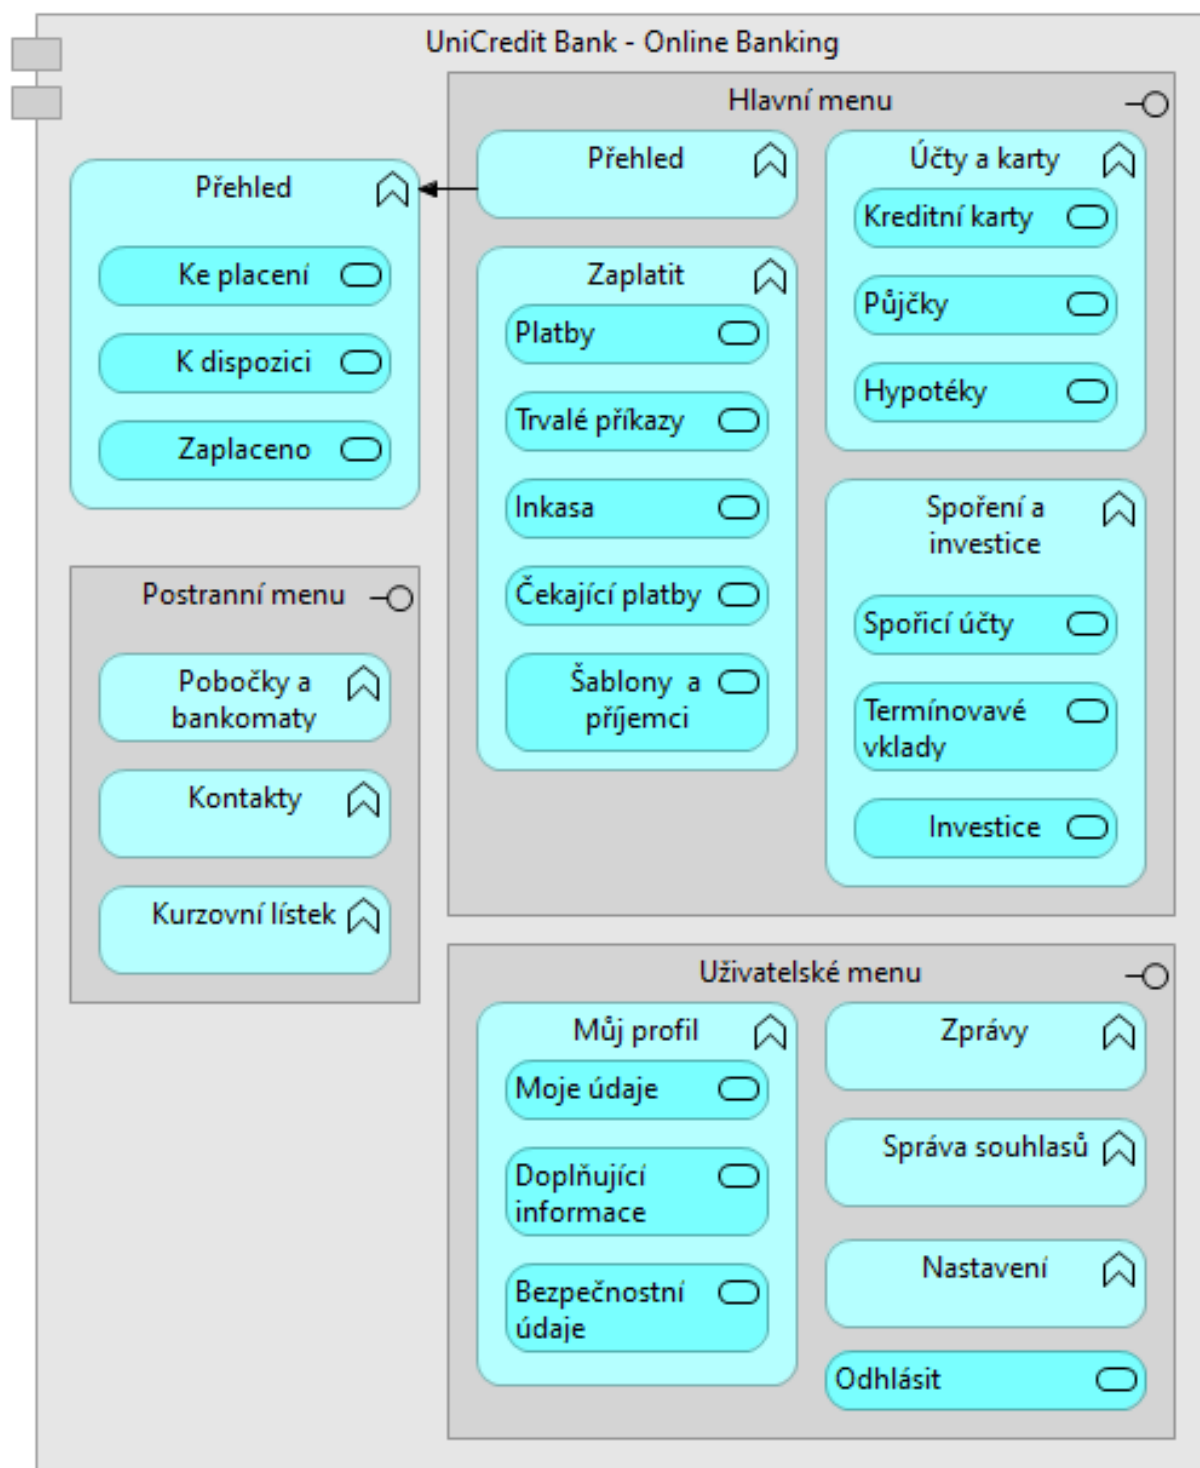 UniCredit Bank - Online Banking
Přehled
Ke placení
K dispozici
Zaplaceno
Postranní menu
Pobočky a
bankomaty
Kontakty
Kurzovní lístek
Hlavní menu
Přehled
Zaplatit
Platby
Trvalé příkazy
Inkasa
Čekající platby
Šablony a
příjemci
Účty a karty
Kreditní karty
Půjčky
Hypotéky
Spoření a
investice
Spořicí účty
Termínovavé
vklady
Investice
Uživatelské menu
Můj profil
Moje údaje
Doplňující
informace
Bezpečnostní
údaje
Zprávy
Správa souhlasů
Nastavení
Odhlásit